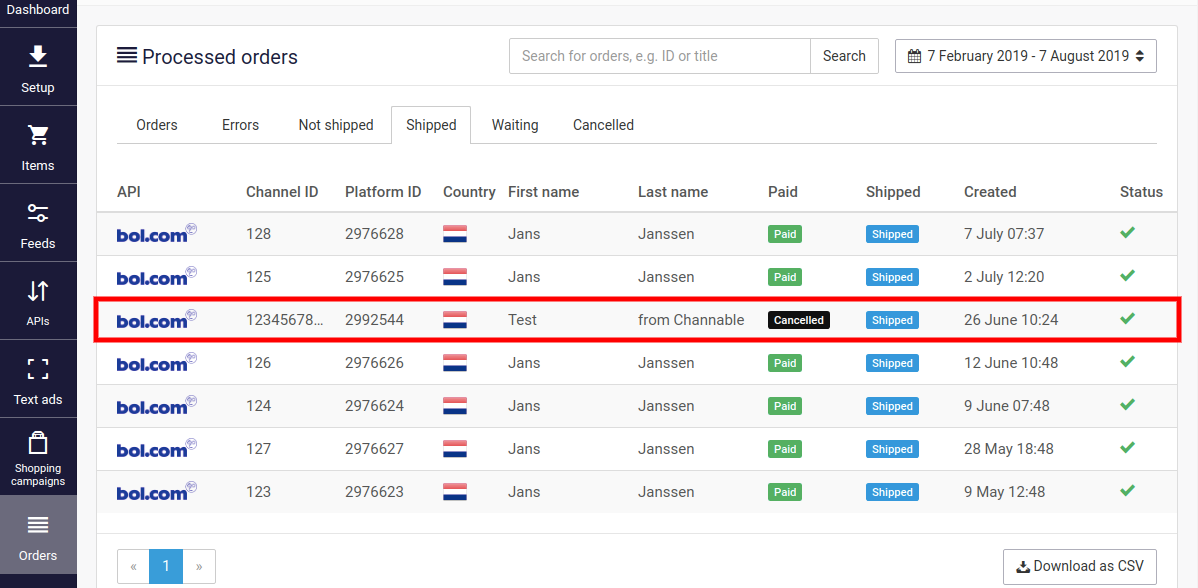 Dashboard
Setup
Items
Feeds
APIs
Text ads
Shopping
campaigns
Orders
Processed orders
Search for orders, e.g. ID or title
Search
7 February 2019 - 7 August 2019
Orders Errors Not shipped Shipped Waiting Cancelled
API Channel ID Platform ID Country First name Last name Paid Shipped Created Status
bol.com 128 2976628 Jans Janssen Paid Shipped 7 July 07:37
bol.com 125 2976625 Jans Janssen Paid Shipped 2 July 12:20
bol.com 12345678... 2992544 Test from Channable Cancelled Shipped 26 June 10:24
bol.com 126 2976626 Jans Janssen Paid Shipped 12 June 10:48
bol.com 124 2976624 Jans Janssen Paid Shipped 9 June 07:48
bol.com 127 2976627 Jans Janssen Paid Shipped 28 May 18:48
bol.com 123 2976623 Jans Janssen Paid Shipped 9 May 12:48
« 1 »
Download as CSV